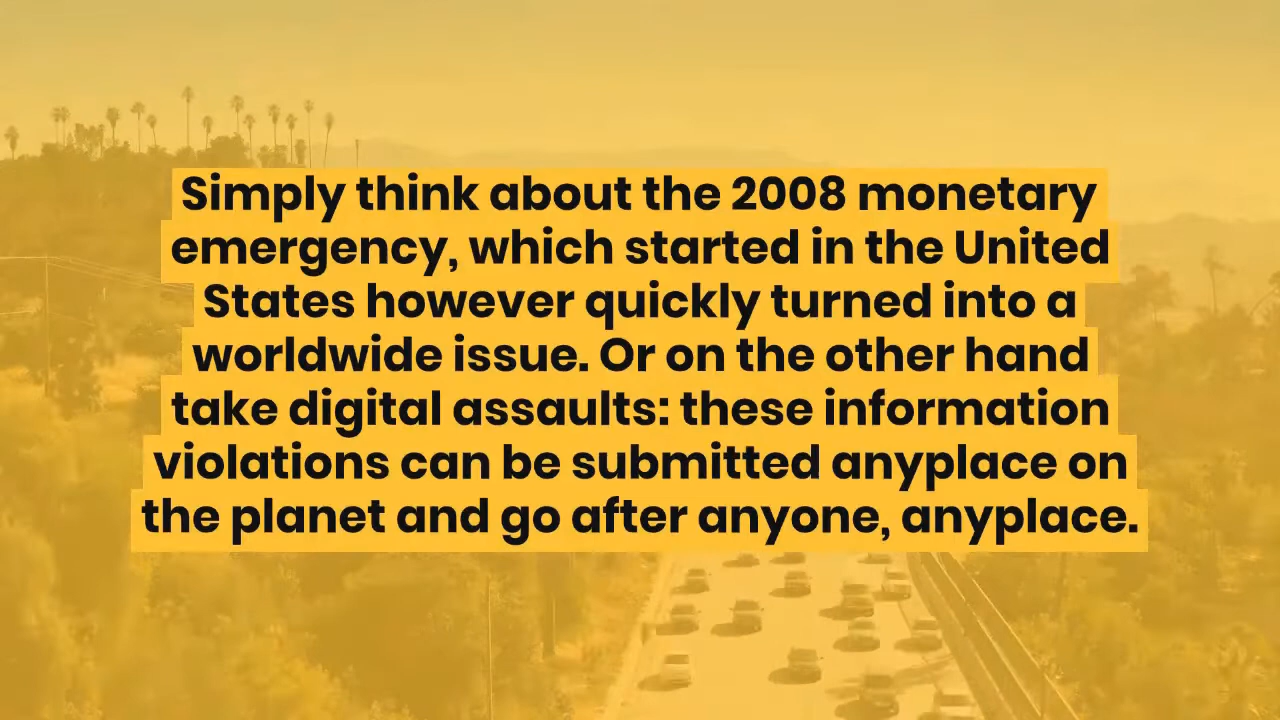 Simply think about the 2008 monetary
emergency, which started in the United
States however quickly turned into a
worldwide issue. Or on the other hand
take digital assaults: these information
violations can be submitted anyplace on
the planet and go after anyone, anyplace.